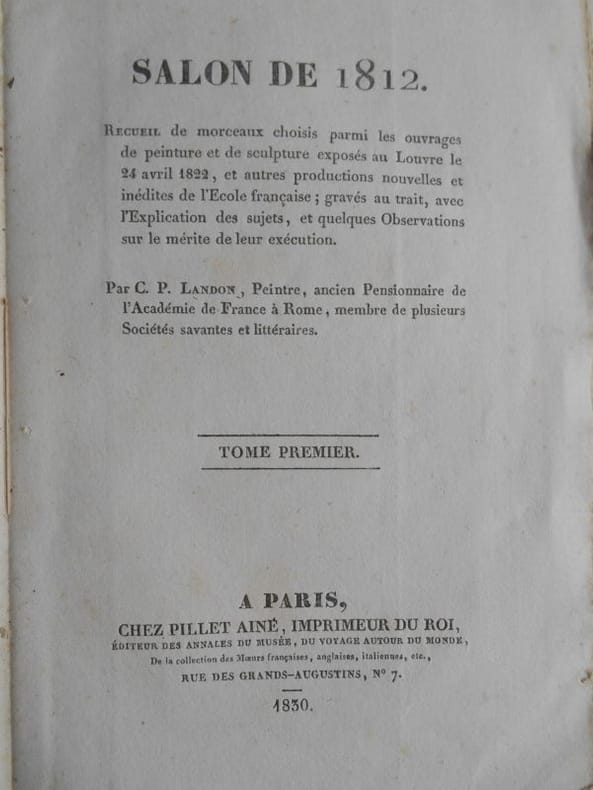 SALON DE 1812.
RECUEIL de morceaux choisis parmi les ouvrages
de peinture et de sculpture exposés au Louvre le
24 avril 1822, et autres productions nouvelles et
inédites de l'Ecole française; gravés au trait, avec
l'Explication des sujets, et quelques Observations
sur le mérite de leur exécution.
Par C. P. LANDON, Peintre, ancien Pensionnaire de
l'Académie de France à Rome, membre de plusieurs
Sociétés savantes et littéraires.
TOME PREMIER.
A PARIS,
CHEZ PILLET AINÉ, IMPRIMEUR DU ROI,
ÉDITEUR DES ANNALES DU MUSÉE, DU VOYAGE AUTOUR DU MONDE,
De la collection des Mœurs françaises, anglaises, italiennes, etc.,
RUE DES GRANDS-AUGUSTINS, N° 7.
1830.